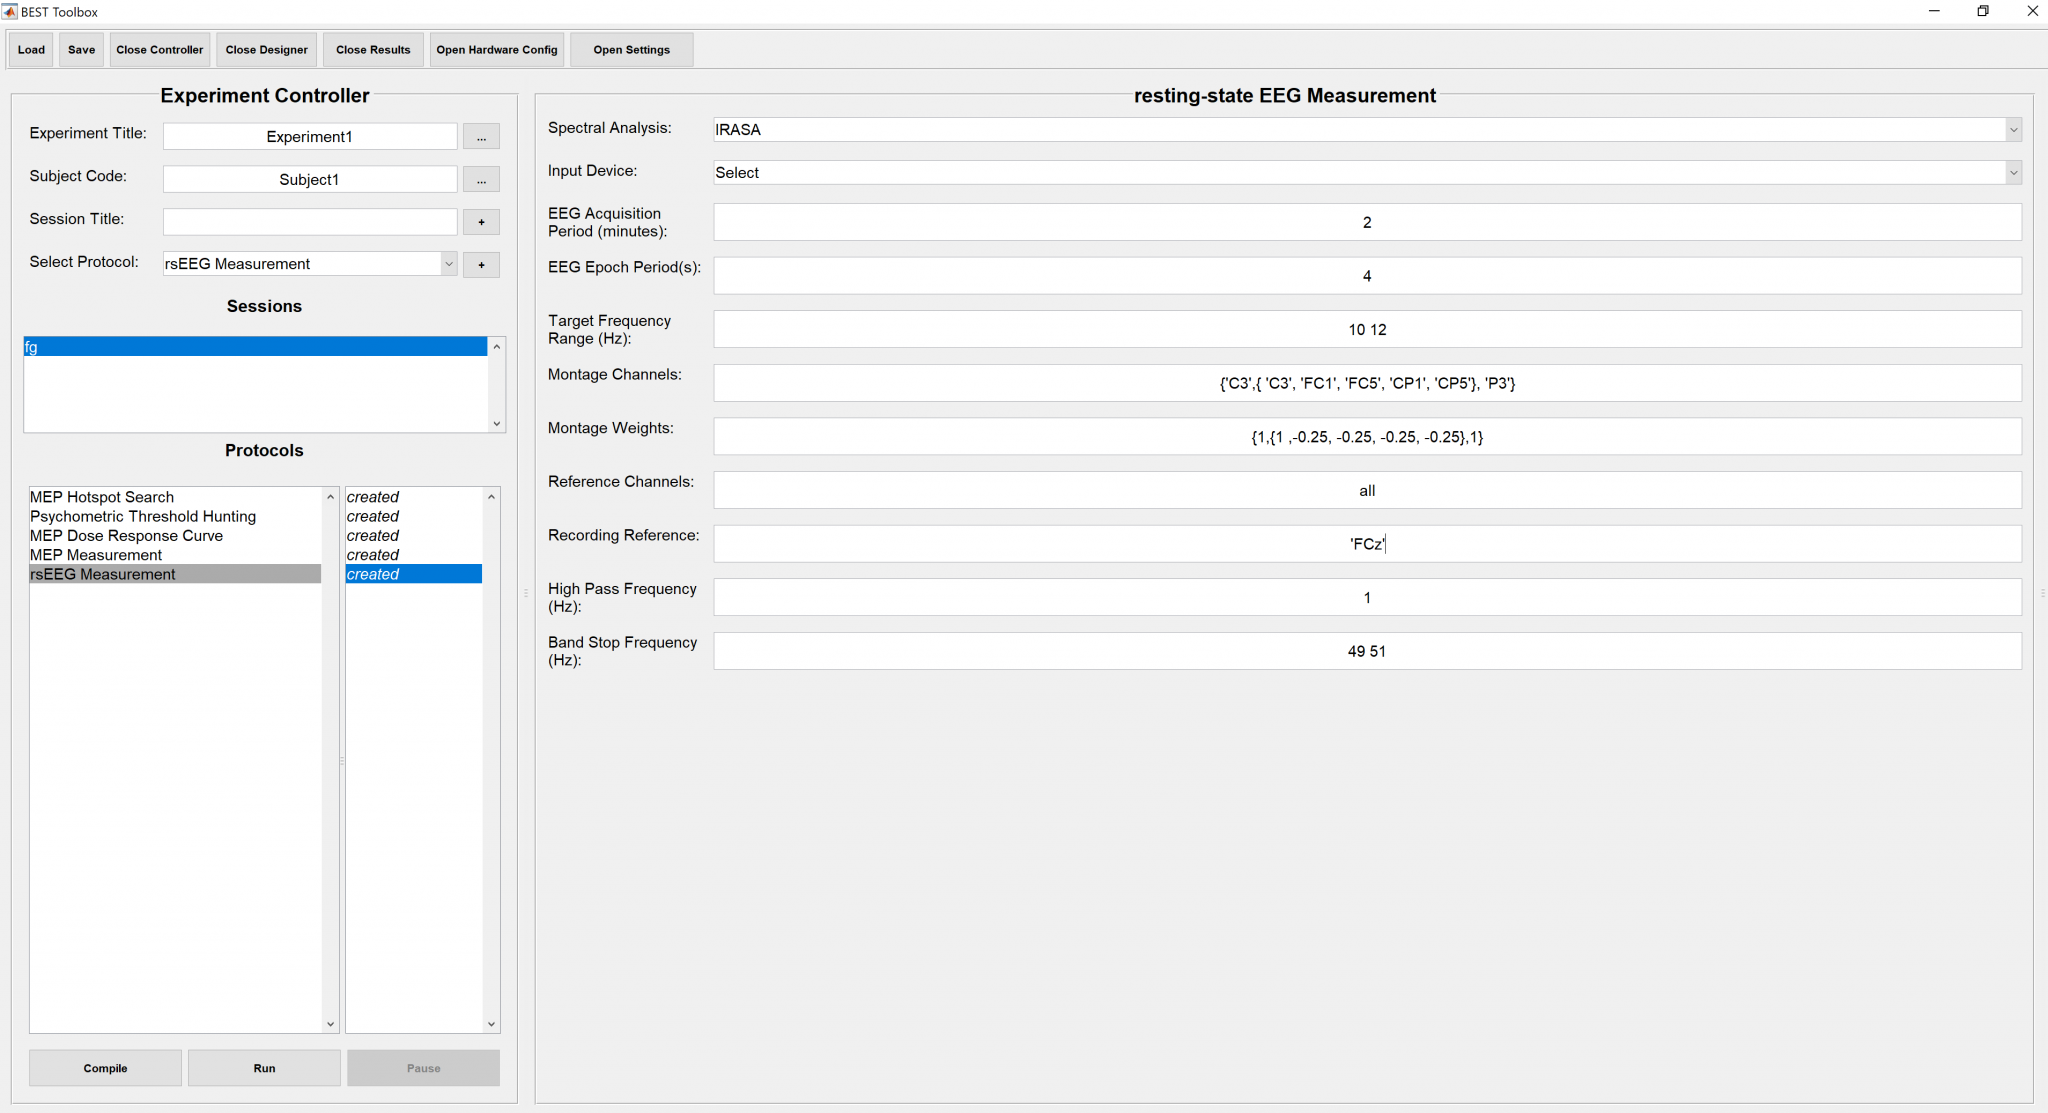 BEST Toolbox
Load Save Close Controller Close Designer Close Results Open Hardware Config Open Settings
Experiment Controller
Experiment Title: Experiment1 ...
Subject Code: Subject1 ...
Session Title: +
Select Protocol: rsEEG Measurement +
Sessions
fg
Protocols
MEP Hotspot Search created
Psychometric Threshold Hunting created
MEP Dose Response Curve created
MEP Measurement created
rsEEG Measurement created
Compile Run Pause
resting-state EEG Measurement
Spectral Analysis: IRASA
Input Device: Select
EEG Acquisition
Period (minutes): 2
EEG Epoch Period(s): 4
Target Frequency
Range (Hz): 10 12
Montage Channels: {'C3',{ 'C3', 'FC1', 'FC5', 'CP1', 'CP5'}, 'P3'}
Montage Weights: {1,{1 ,-0.25, -0.25, -0.25, -0.25},1}
Reference Channels: all
Recording Reference: 'FCz'
High Pass Frequency
(Hz): 1
Band Stop Frequency
(Hz): 49 51